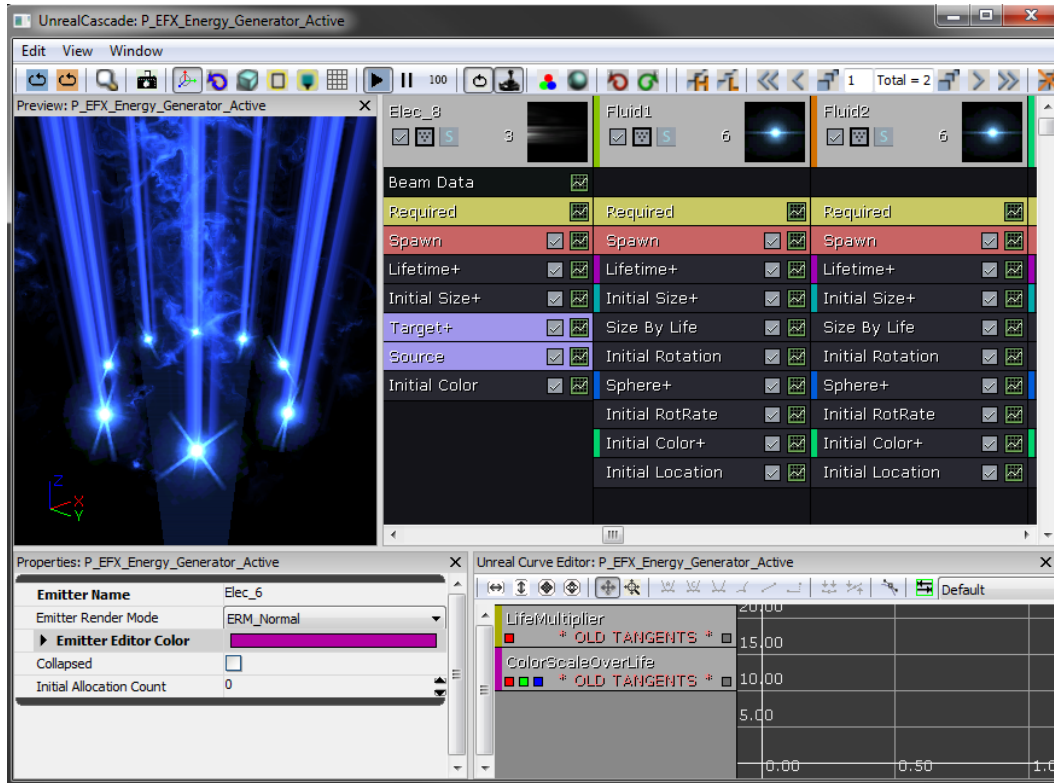 UnrealCascade: P_EFX_Energy_Generator_Active
Edit View Window
100 1 Total = 2
Preview: P_EFX_Energy_Generator_Active
Z
X
Y
Elec_8 Fluid1 Fluid2
S 3 S 6 S 6
Beam Data
Required Required Required
Spawn Spawn Spawn
Lifetime+ Lifetime+ Lifetime+
Initial Size+ Initial Size+ Initial Size+
Target+ Size By Life Size By Life
Source Initial Rotation Initial Rotation
Initial Color Sphere+ Sphere+
Initial RotRate Initial RotRate
Initial Color+ Initial Color+
Initial Location Initial Location
Properties: P_EFX_Energy_Generator_Active
Emitter Name Elec_6
Emitter Render Mode ERM_Normal
Emitter Editor Color
Collapsed
Initial Allocation Count 0
Unreal Curve Editor: P_EFX_Energy_Generator_Active
Default
LifeMultiplier
* OLD TANGENTS *
ColorScaleOverLife
* OLD TANGENTS *
20.00
15.00
10.00
5.00
0.00 0.50